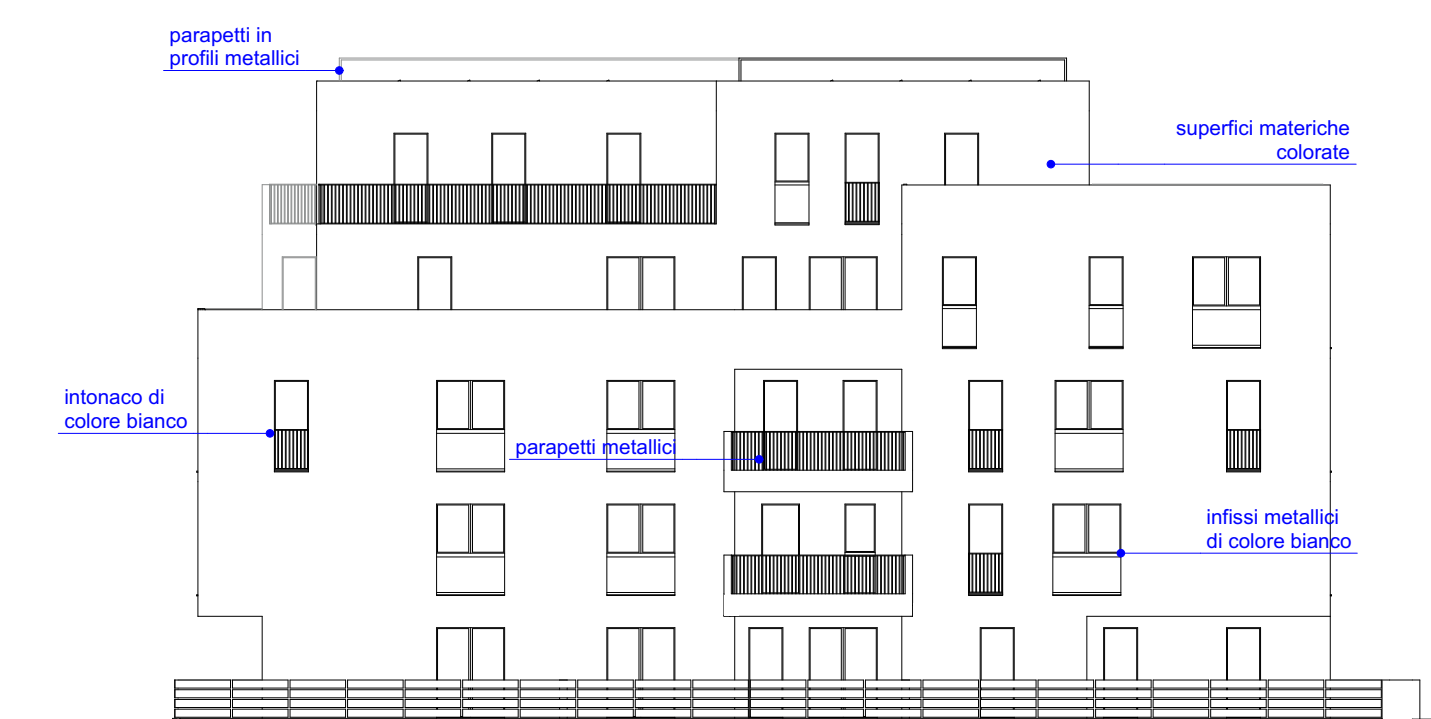 parapetti in
profili metallici
superfici materiche
colorate
intonaco di
colore bianco
parapetti metallici
infissi metallici
di colore bianco